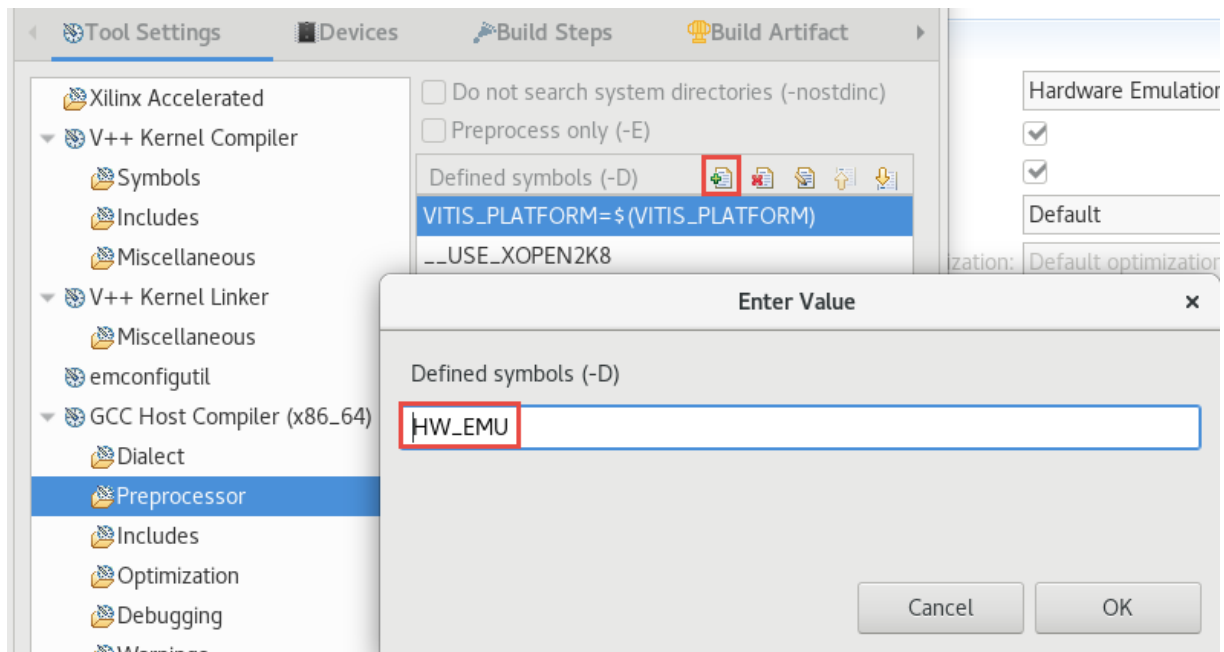 Tool Settings
Devices
Build Steps
Build Artifact
Xilinx Accelerated
V++ Kernel Compiler
Symbols
Includes
Miscellaneous
V++ Kernel Linker
Miscellaneous
emconfigutil
GCC Host Compiler (x86_64)
Dialect
Preprocessor
Includes
Optimization
Debugging
Warnings
Do not search system directories (-nostdinc)
Preprocess only (-E)
Defined symbols (-D)
VITIS_PLATFORM=$(VITIS_PLATFORM)
__USE_XOPEN2K8
Hardware Emulation
Default
ization: Default optimization
Enter Value
Defined symbols (-D)
HW_EMU
Cancel
OK